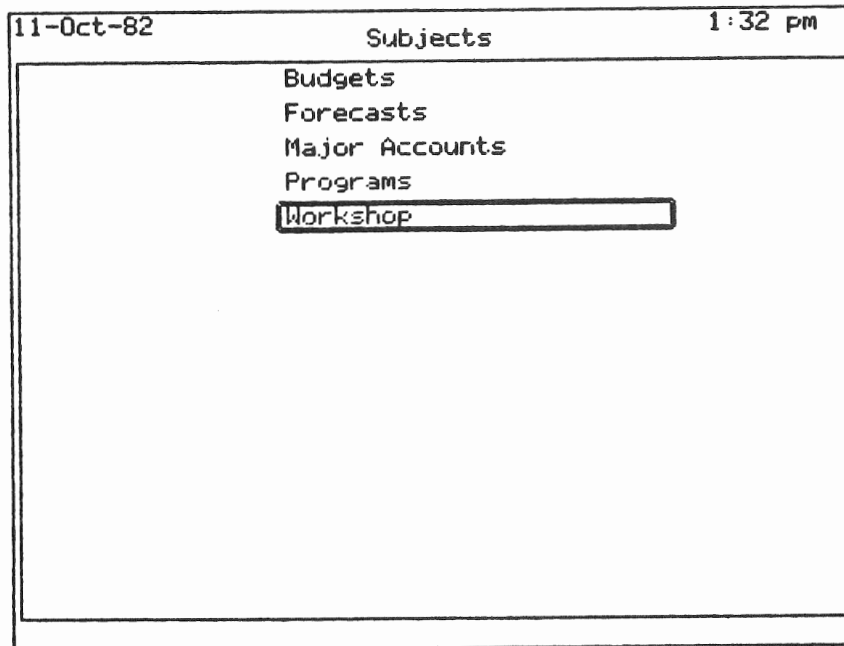 11-Oct-82
Subjects
1:32 pm
Budgets
Forecasts
Major Accounts
Programs
Workshop